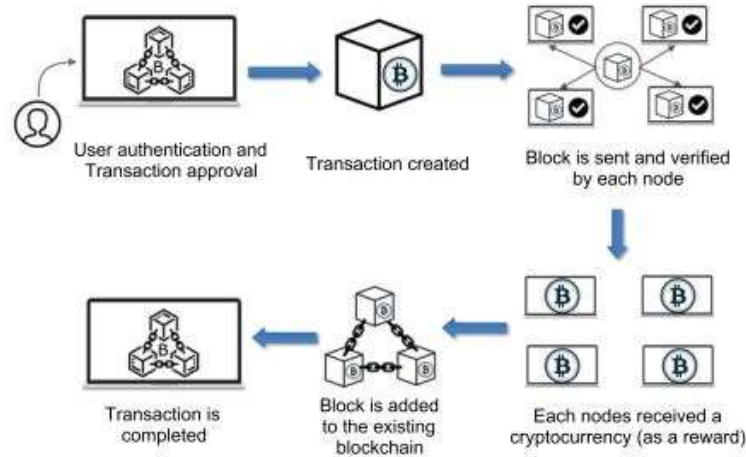 User authentication and
Transaction approval
Transaction created
Block is sent and verified
by each node
Transaction is
completed
Block is added
to the existing
blockchain
Each nodes received a
cryptocurrency (as a reward)